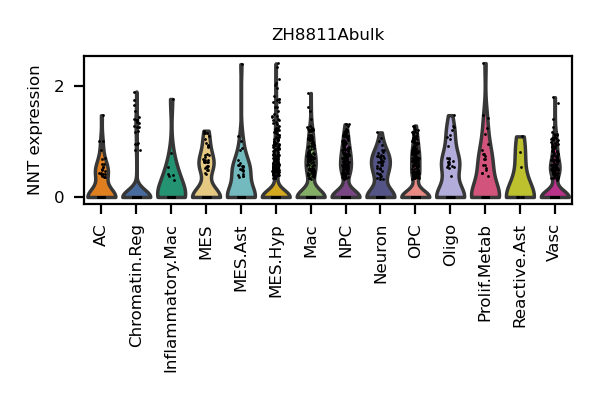 ZH8811Abulk
NNT expression
2
0
AC
Chromatin.Reg
Inflammatory.Mac
MES
MES.Ast
MES.Hyp
Mac
NPC
Neuron
OPC
Oligo
Prolif.Metab
Reactive.Ast
Vasc